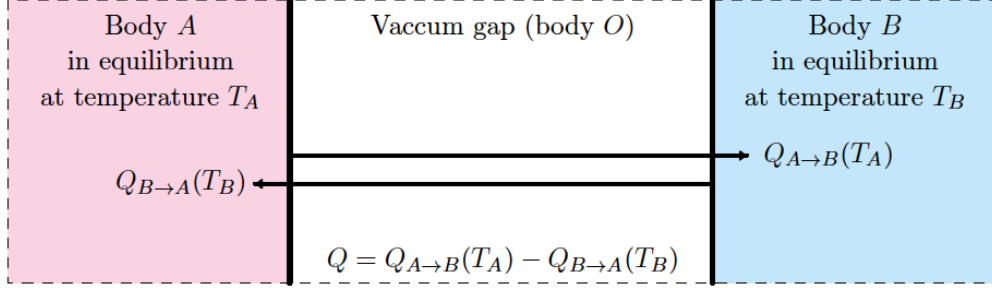 Body A
in equilibrium
at temperature T_A
Vaccum gap (body O)
Body B
in equilibrium
at temperature T_B
Q_{A→B}(T_A)
Q_{B→A}(T_B)
Q = Q_{A→B}(T_A) − Q_{B→A}(T_B)